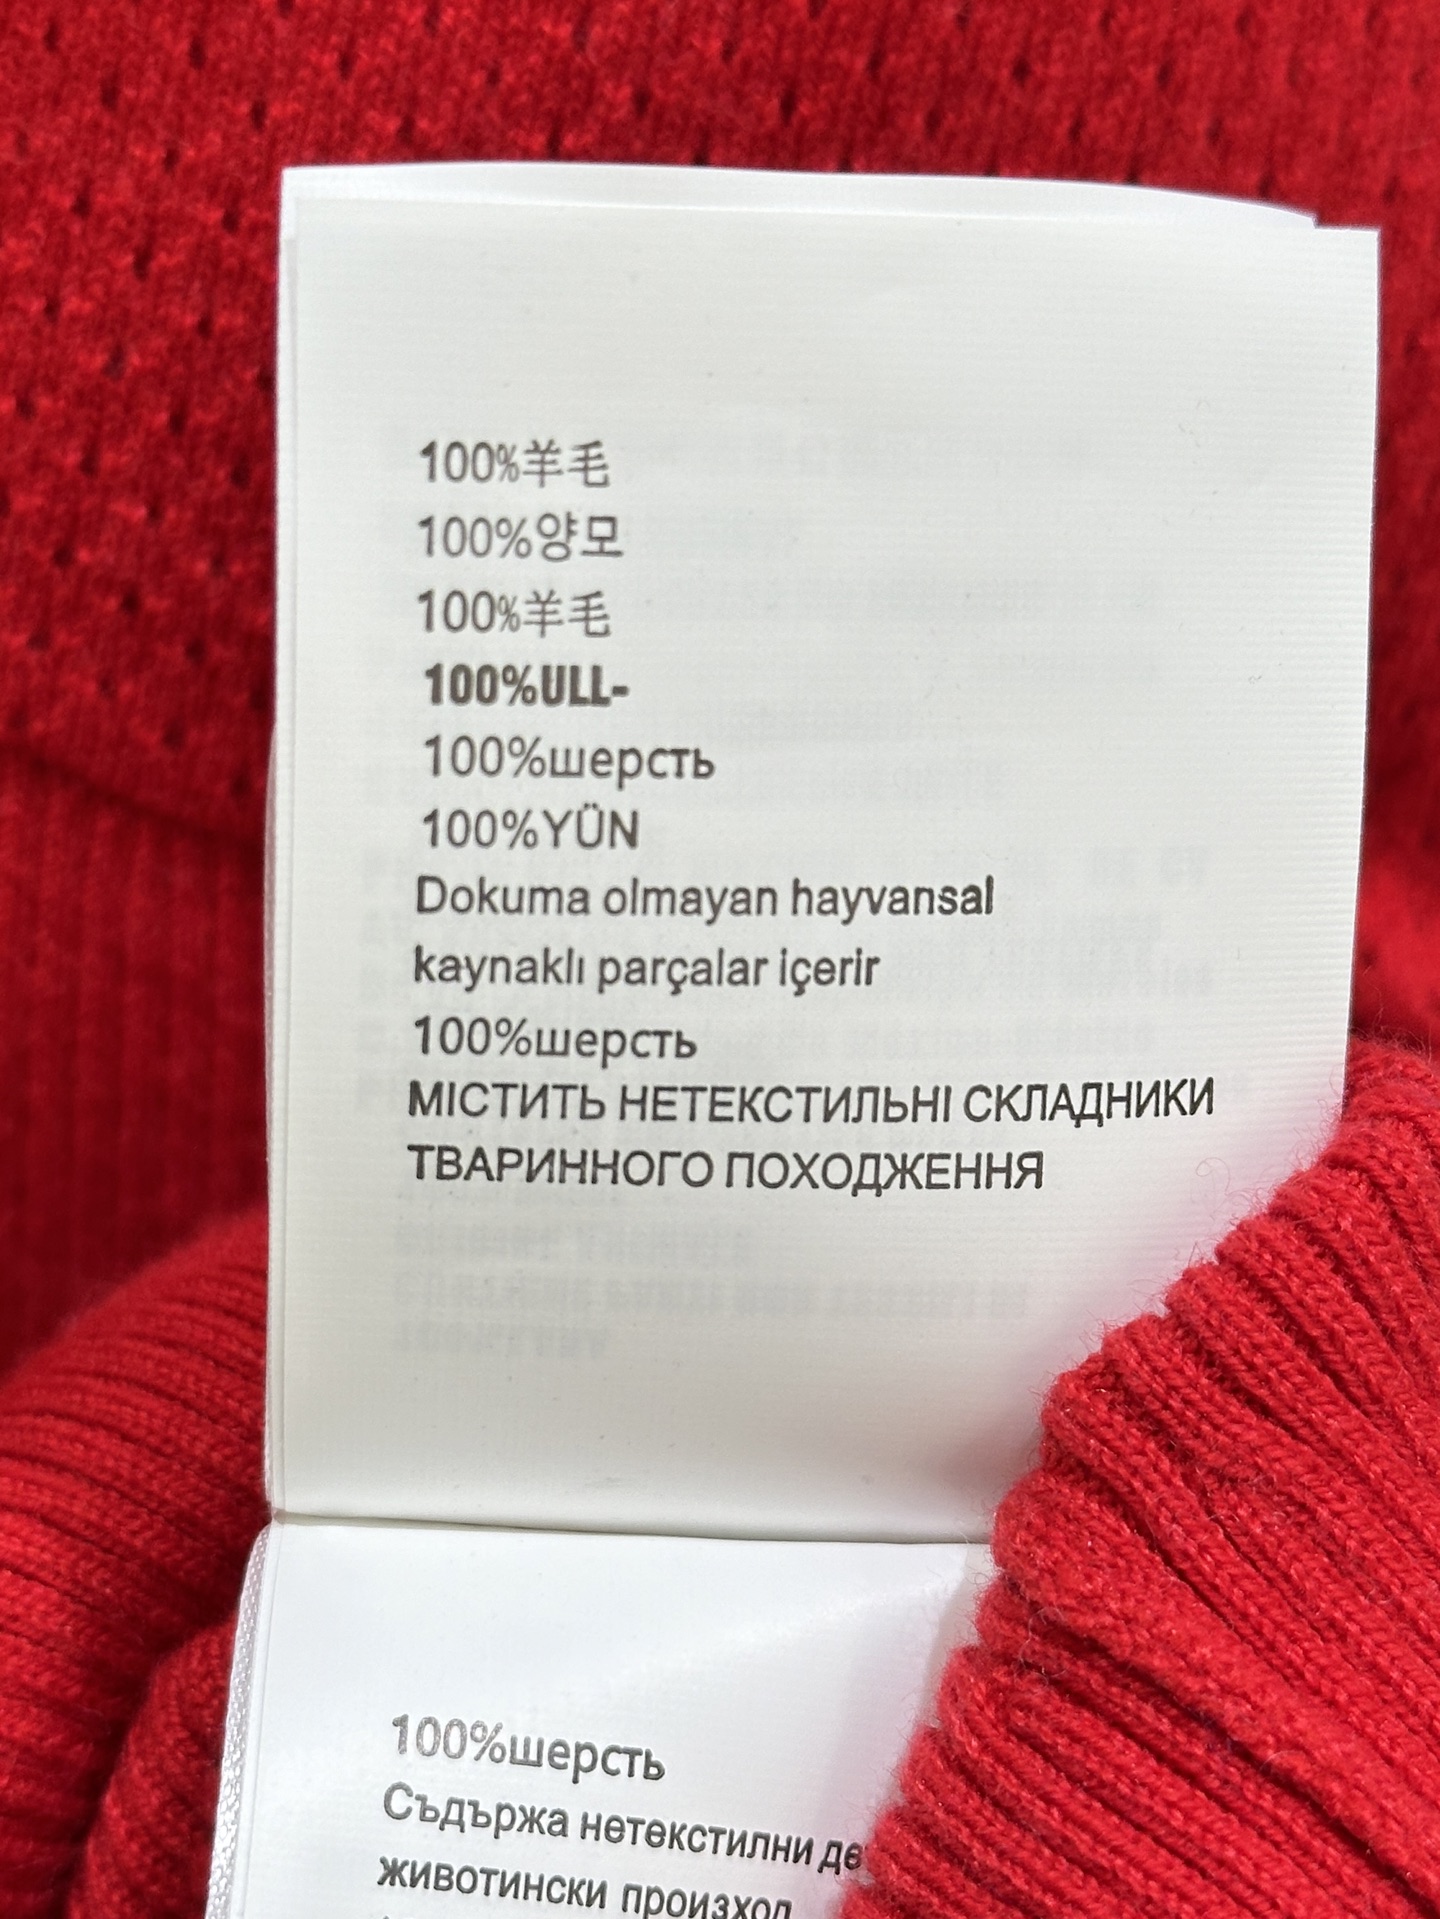 100%羊毛
100%양모
100%羊毛
100%ULL-
100%шерсть
100%YÜN
Dokuma olmayan hayvansal
kaynaklı parçalar içerir
100%шерсть
МІСТИТЬ НЕТЕКСТИЛЬНІ СКЛАДНИКИ
ТВАРИННОГО ПОХОДЖЕННЯ
100%шерсть
Съдържа нетекстилни
животински